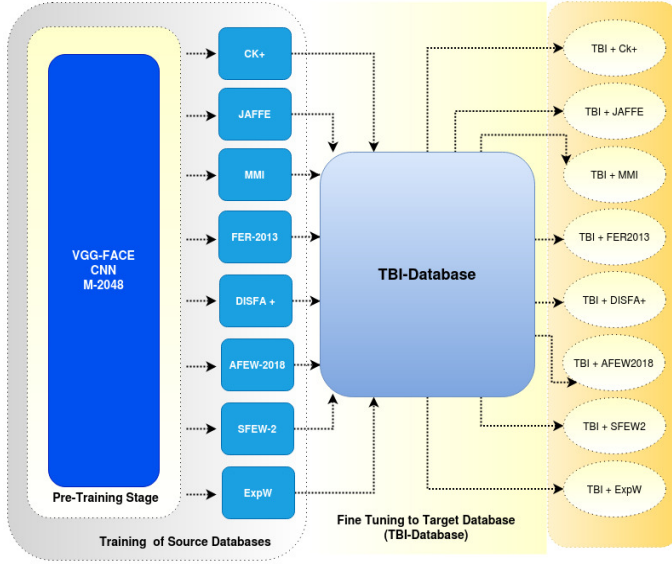 VGG-FACE
CNN
M-2048
Pre-Training Stage
Training of Source Databases
CK+
JAFFE
MMI
FER-2013
DISFA +
AFEW-2018
SFEW-2
ExpW
TBI-Database
Fine Tuning to Target Database
(TBI-Database)
TBI + Ck+
TBI + JAFFE
TBI + MMI
TBI + FER2013
TBI + DISFA+
TBI + AFEW2018
TBI + SFEW2
TBI + ExpW